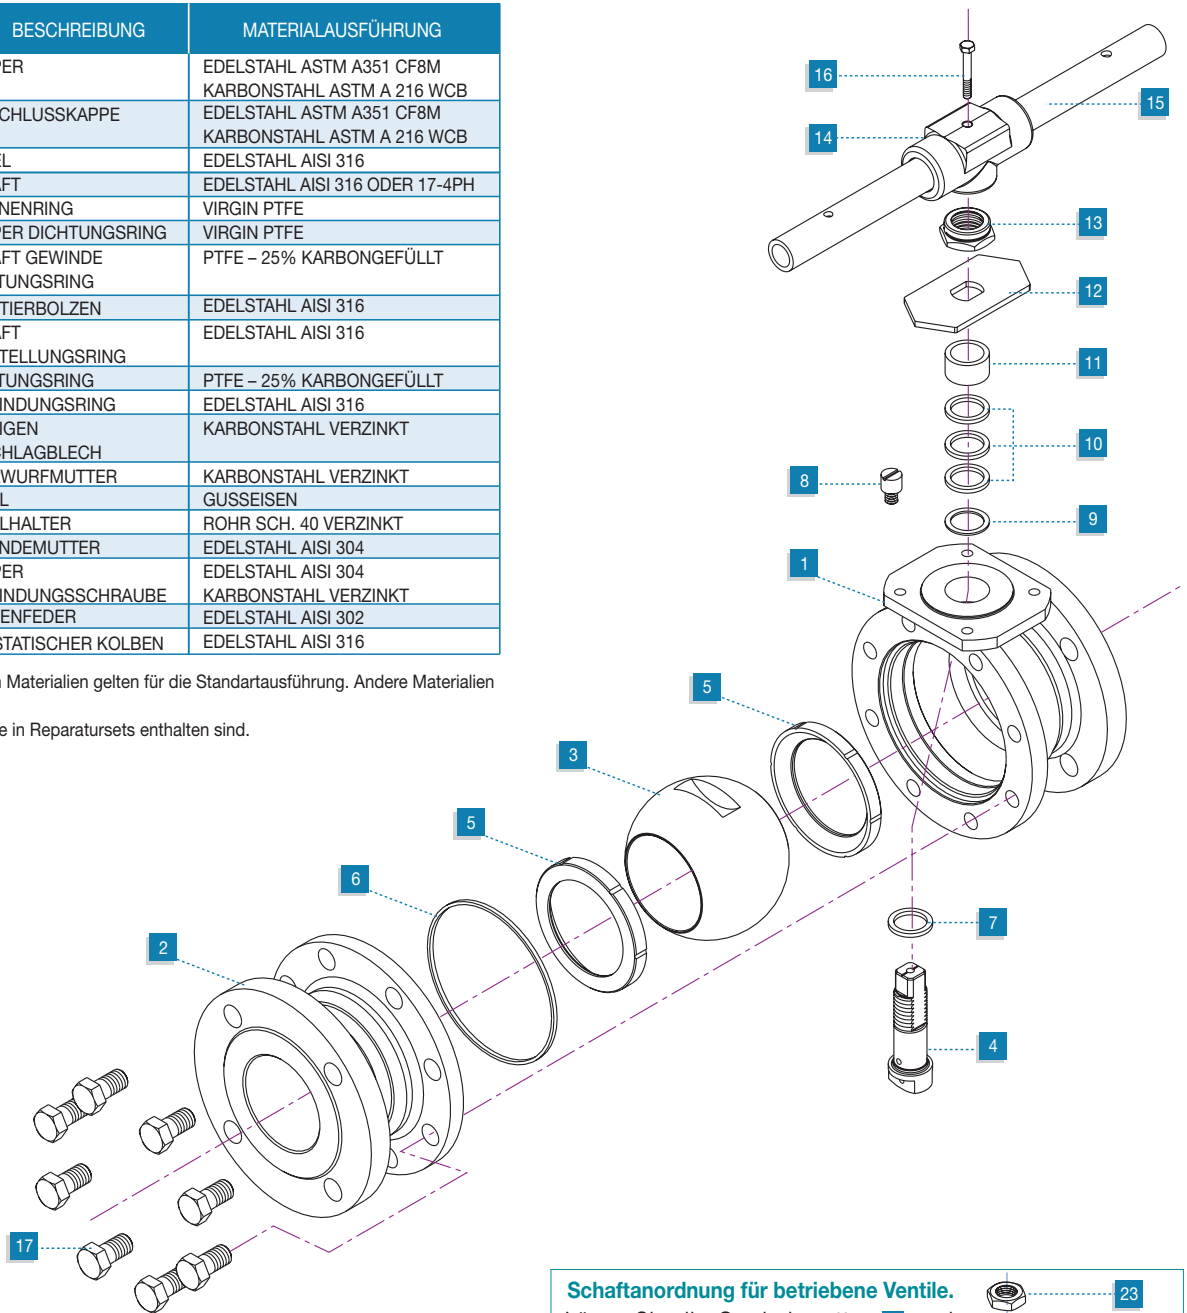 BESCHREIBUNG MATERIALAUSFÜHRUNG
PER EDELSTAHL ASTM A351 CF8M
KARBONSTAHL ASTM A 216 WCB
CHLUSSKAPPE EDELSTAHL ASTM A351 CF8M
KARBONSTAHL ASTM A 216 WCB
EL EDELSTAHL AISI 316
AFT EDELSTAHL AISI 316 ODER 17-4PH
NENRING VIRGIN PTFE
PER DICHTUNGSRING VIRGIN PTFE
AFT GEWINDE PTFE – 25% KARBONGEFÜLLT
TUNGSRING
TIERBOLZEN EDELSTAHL AISI 316
AFT EDELSTAHL AISI 316
TELLUNGSRING
TUNGSRING PTFE – 25% KARBONGEFÜLLT
INDUNGSRING EDELSTAHL AISI 316
IGEN KARBONSTAHL VERZINKT
CHLAGBLECH
WURFMUTTER KARBONSTAHL VERZINKT
EL GUSSEISEN
LHALTER ROHR SCH. 40 VERZINKT
NDEMUTTER EDELSTAHL AISI 304
PER EDELSTAHL AISI 304
INDUNGSSCHRAUBE KARBONSTAHL VERZINKT
ENFEDER EDELSTAHL AISI 302
STATISCHER KOLBEN EDELSTAHL AISI 316
n Materialien gelten für die Standartausführung. Andere Materialien
e in Reparatursets enthalten sind.
16
15
14
13
12
11
10
8
9
1
5
3
5
6
7
2
4
17
Schaftanordnung für betriebene Ventile.
23